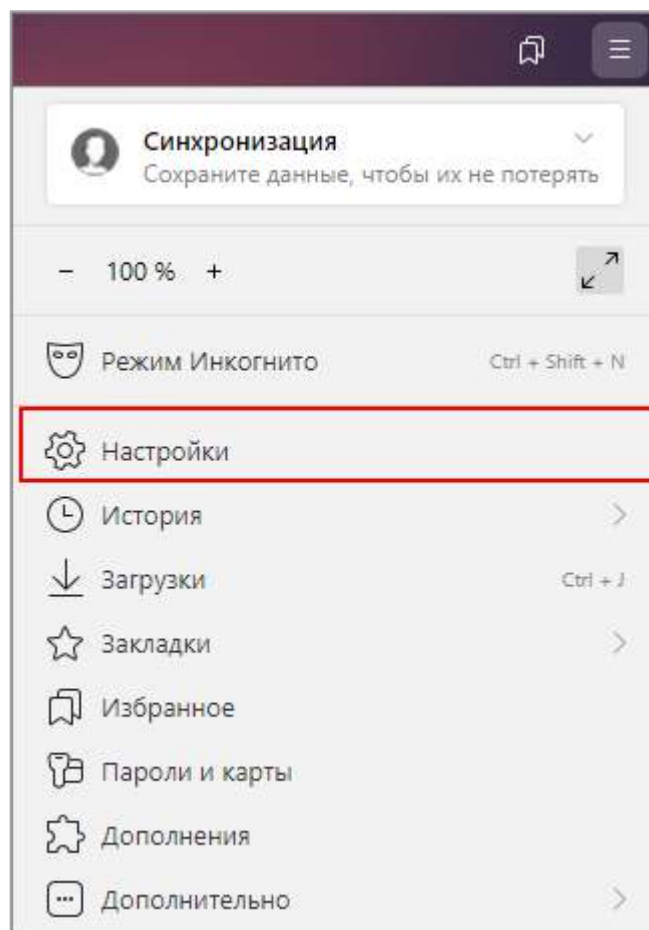 Синхронизация
Сохраните данные, чтобы их не потерять
– 100 % +
Режим Инкогнито Ctrl + Shift + N
Настройки
История
Загрузки Ctrl + J
Закладки
Избранное
Пароли и карты
Дополнения
Дополнительно